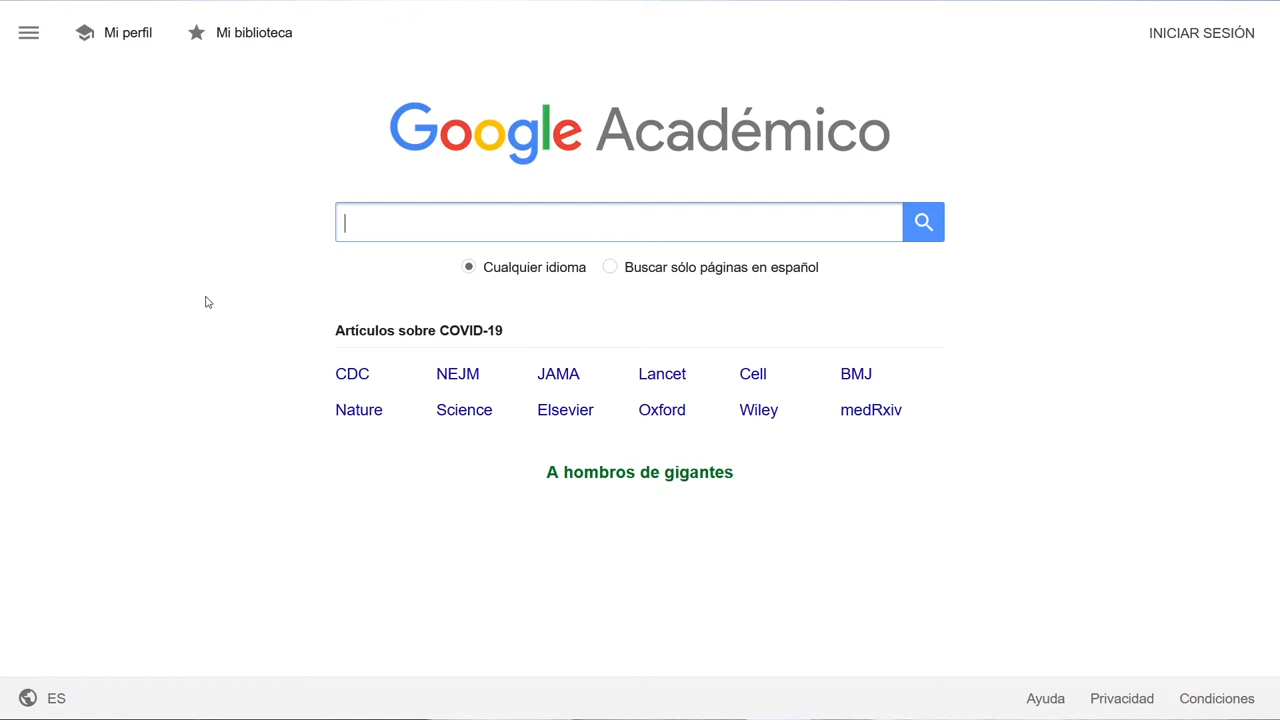 Mi perfil Mi biblioteca INICIAR SESIÓN
Google Académico
Cualquier idioma Buscar sólo páginas en español
Artículos sobre COVID-19
CDC NEJM JAMA Lancet Cell BMJ
Nature Science Elsevier Oxford Wiley medRxiv
A hombros de gigantes
ES Ayuda Privacidad Condiciones